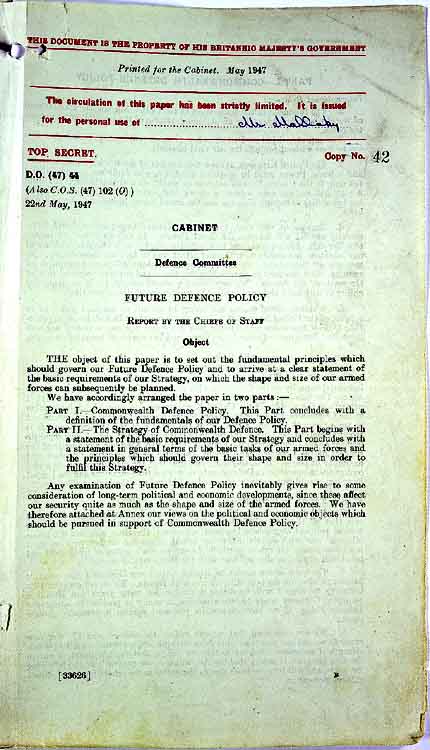 THIS DOCUMENT IS THE PROPERTY OF HIS BRITANNIC MAJESTY'S GOVERNMENT
Printed for the Cabinet. May 1947
The circulation of this paper has been strictly limited. It is issued
for the personal use of
TOP SECRET.
Copy No. 42
D.O. (47) 44
(Also C.O.S. (47) 102 (O) )
22nd May, 1947
CABINET
Defence Committee
FUTURE DEFENCE POLICY
REPORT BY THE CHIEFS OF STAFF
Object
THE object of this paper is to set out the fundamental principles which
should govern our Future Defence Policy and to arrive at a clear statement of
the basic requirements of our Strategy, on which the shape and size of our armed
forces can subsequently be planned.
We have accordingly arranged the paper in two parts :—
PART I.—Commonwealth Defence Policy. This Part concludes with a
definition of the fundamentals of our Defence Policy.
PART II.—The Strategy of Commonwealth Defence. This Part begins with
a statement of the basic requirements of our Strategy and concludes with
a statement in general terms of the basic tasks of our armed forces and
the principles which should govern their shape and size in order to
fulfil this Strategy.
Any examination of Future Defence Policy inevitably gives rise to some
consideration of long-term political and economic developments, since these affect
our security quite as much as the shape and size of the armed forces. We have
therefore attached at Annex our views on the political and economic objects which
should be pursued in support of Commonwealth Defence Policy.
[33626]
B